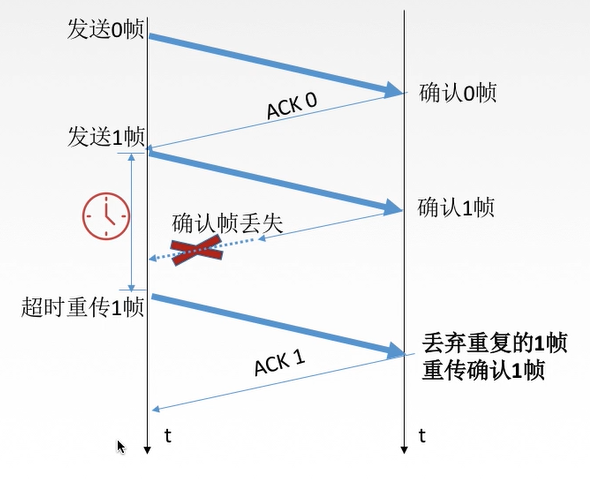 发送0帧
确认0帧
ACK 0
发送1帧
确认1帧
确认帧丢失
超时重传1帧
丢弃重复的1帧
重传确认1帧
ACK 1
t
t